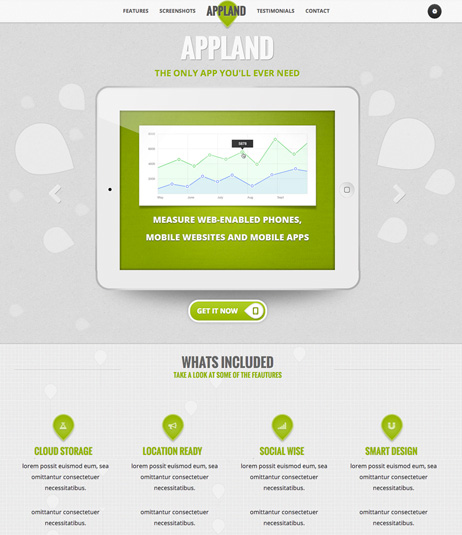 FEATURES SCREENSHOTS APPLAND TESTIMONIALS CONTACT
APPLAND
THE ONLY APP YOU'LL EVER NEED
MEASURE WEB-ENABLED PHONES,
MOBILE WEBSITES AND MOBILE APPS
GET IT NOW
WHATS INCLUDED
TAKE A LOOK AT SOME OF THE FEAUTURES
CLOUD STORAGE
lorem possit euismod eum, sea
omittantur consectetuer
necessitatibus.
omittantur consectetuer
necessitatibus.
LOCATION READY
lorem possit euismod eum, sea
omittantur consectetuer
necessitatibus.
omittantur consectetuer
necessitatibus.
SOCIAL WISE
lorem possit euismod eum, sea
omittantur consectetuer
necessitatibus.
omittantur consectetuer
necessitatibus.
SMART DESIGN
lorem possit euismod eum, sea
omittantur consectetuer
necessitatibus.
omittantur consectetuer
necessitatibus.